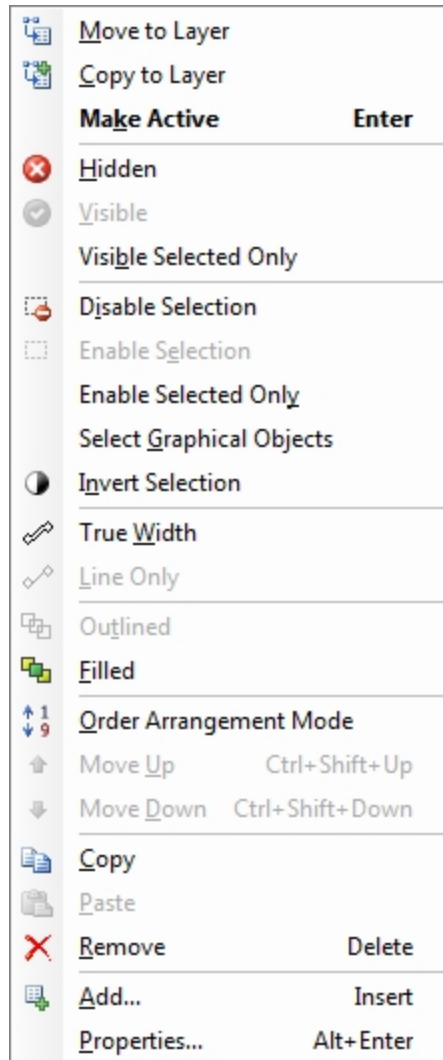 Move to Layer
Copy to Layer
Make Active Enter
Hidden
Visible
Visible Selected Only
Disable Selection
Enable Selection
Enable Selected Only
Select Graphical Objects
Invert Selection
True Width
Line Only
Outlined
Filled
1 9 Order Arrangement Mode
Move Up Ctrl+Shift+Up
Move Down Ctrl+Shift+Down
Copy
Paste
Remove Delete
Add... Insert
Properties... Alt+Enter